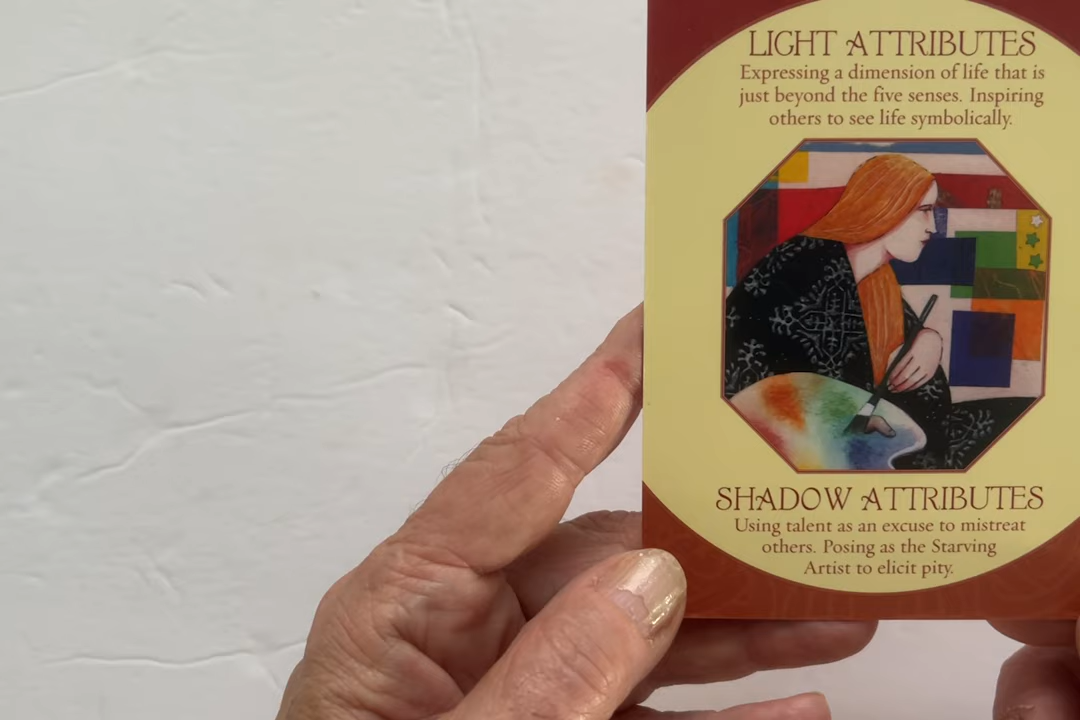 LIGHT ATTRIBUTES
Expressing a dimension of life that is
just beyond the five senses. Inspiring
others to see life symbolically.
SHADOW ATTRIBUTES
Using talent as an excuse to mistreat
others. Posing as the Starving
Artist to elicit pity.